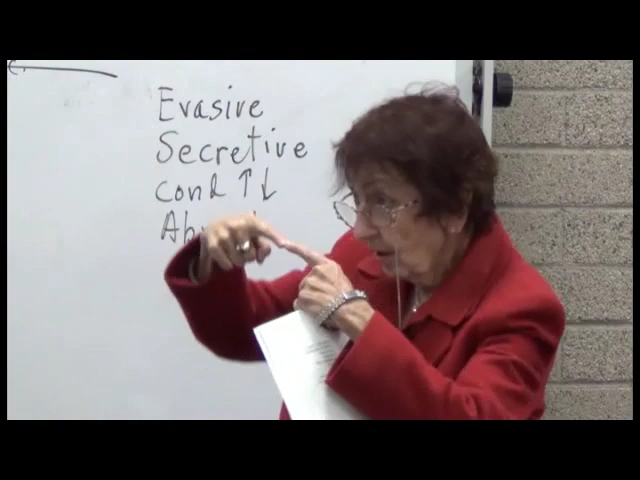 Evasive
Secretive
cond ↑↓